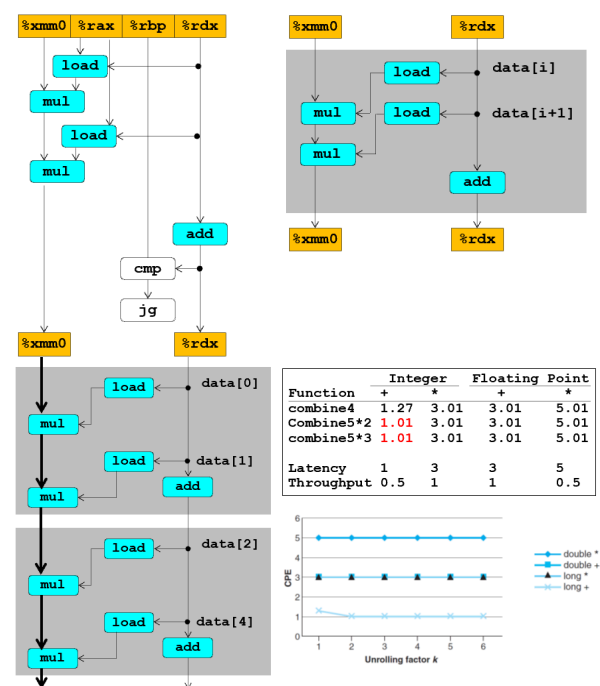 %xmm0 %rax %rbp %rdx
load
mul
load
mul
add
cmp
jg
%xmm0 %rdx
%xmm0 %rdx
load data[i]
mul load data[i+1]
mul
add
%xmm0 %rdx
load data[0]
mul
load data[1]
mul add
load data[2]
mul
load data[4]
mul add
Integer Floating Point
Function + * + *
combine4 1.27 3.01 3.01 5.01
Combine5*2 1.01 3.01 3.01 5.01
combine5*3 1.01 3.01 3.01 5.01
Latency 1 3 3 5
Throughput 0.5 1 1 0.5
6
5
4
3
2
1
0
CPE
1 2 3 4 5 6
Unrolling factor k
double *
double +
long *
long +